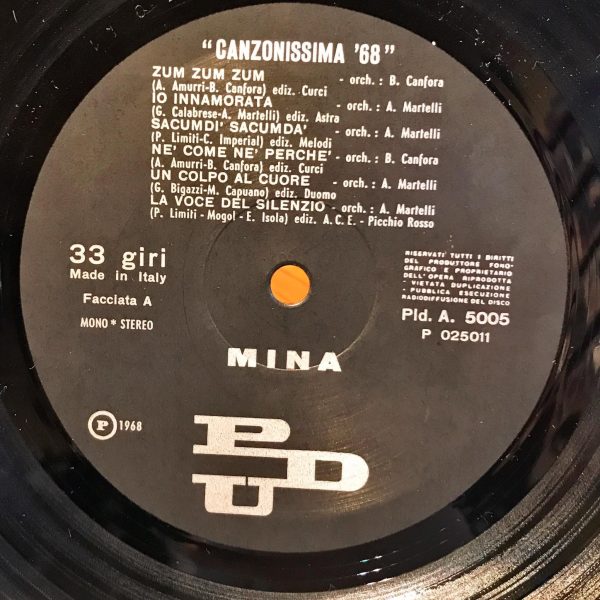 "CANZONISSIMA '68"
ZUM ZUM ZUM - orch.: B. Canfora
(A. Amurri-B. Canfora) ediz. Curci
IO INNAMORATA - orch.: A. Martelli
(G. Calabrese-A. Martelli) ediz. Astra
SACUMDI' SACUMDA' - orch.: A. Martelli
(P. Limiti-C. Imperial) ediz. Melodi
NE' COME NE' PERCHE' - orch.: B. Canfora
(A. Amurri-B. Canfora) ediz. Curci
UN COLPO AL CUORE - orch.: A. Martelli
(G. Bigazzi-M. Capuano) ediz. Duomo
LA VOCE DEL SILENZIO - orch.: A. Martelli
(P. Limiti - Mogol - E. Isola) ediz. A.C.E. - Picchio Rosso
33 giri
Made in Italy
Facciata A
MONO * STEREO
RISERVATI TUTTI I DIRITTI
DEL PRODUTTORE FONO-
GRAFICO E PROPRIETARIO
DELL'OPERA RIPRODOTTA
- VIETATA DUPLICAZIONE
- PUBBLICA ESECUZIONE
RADIODIFFUSIONE DEL DISCO
Pld. A. 5005
P 025011
MINA
℗ 1968
PDU